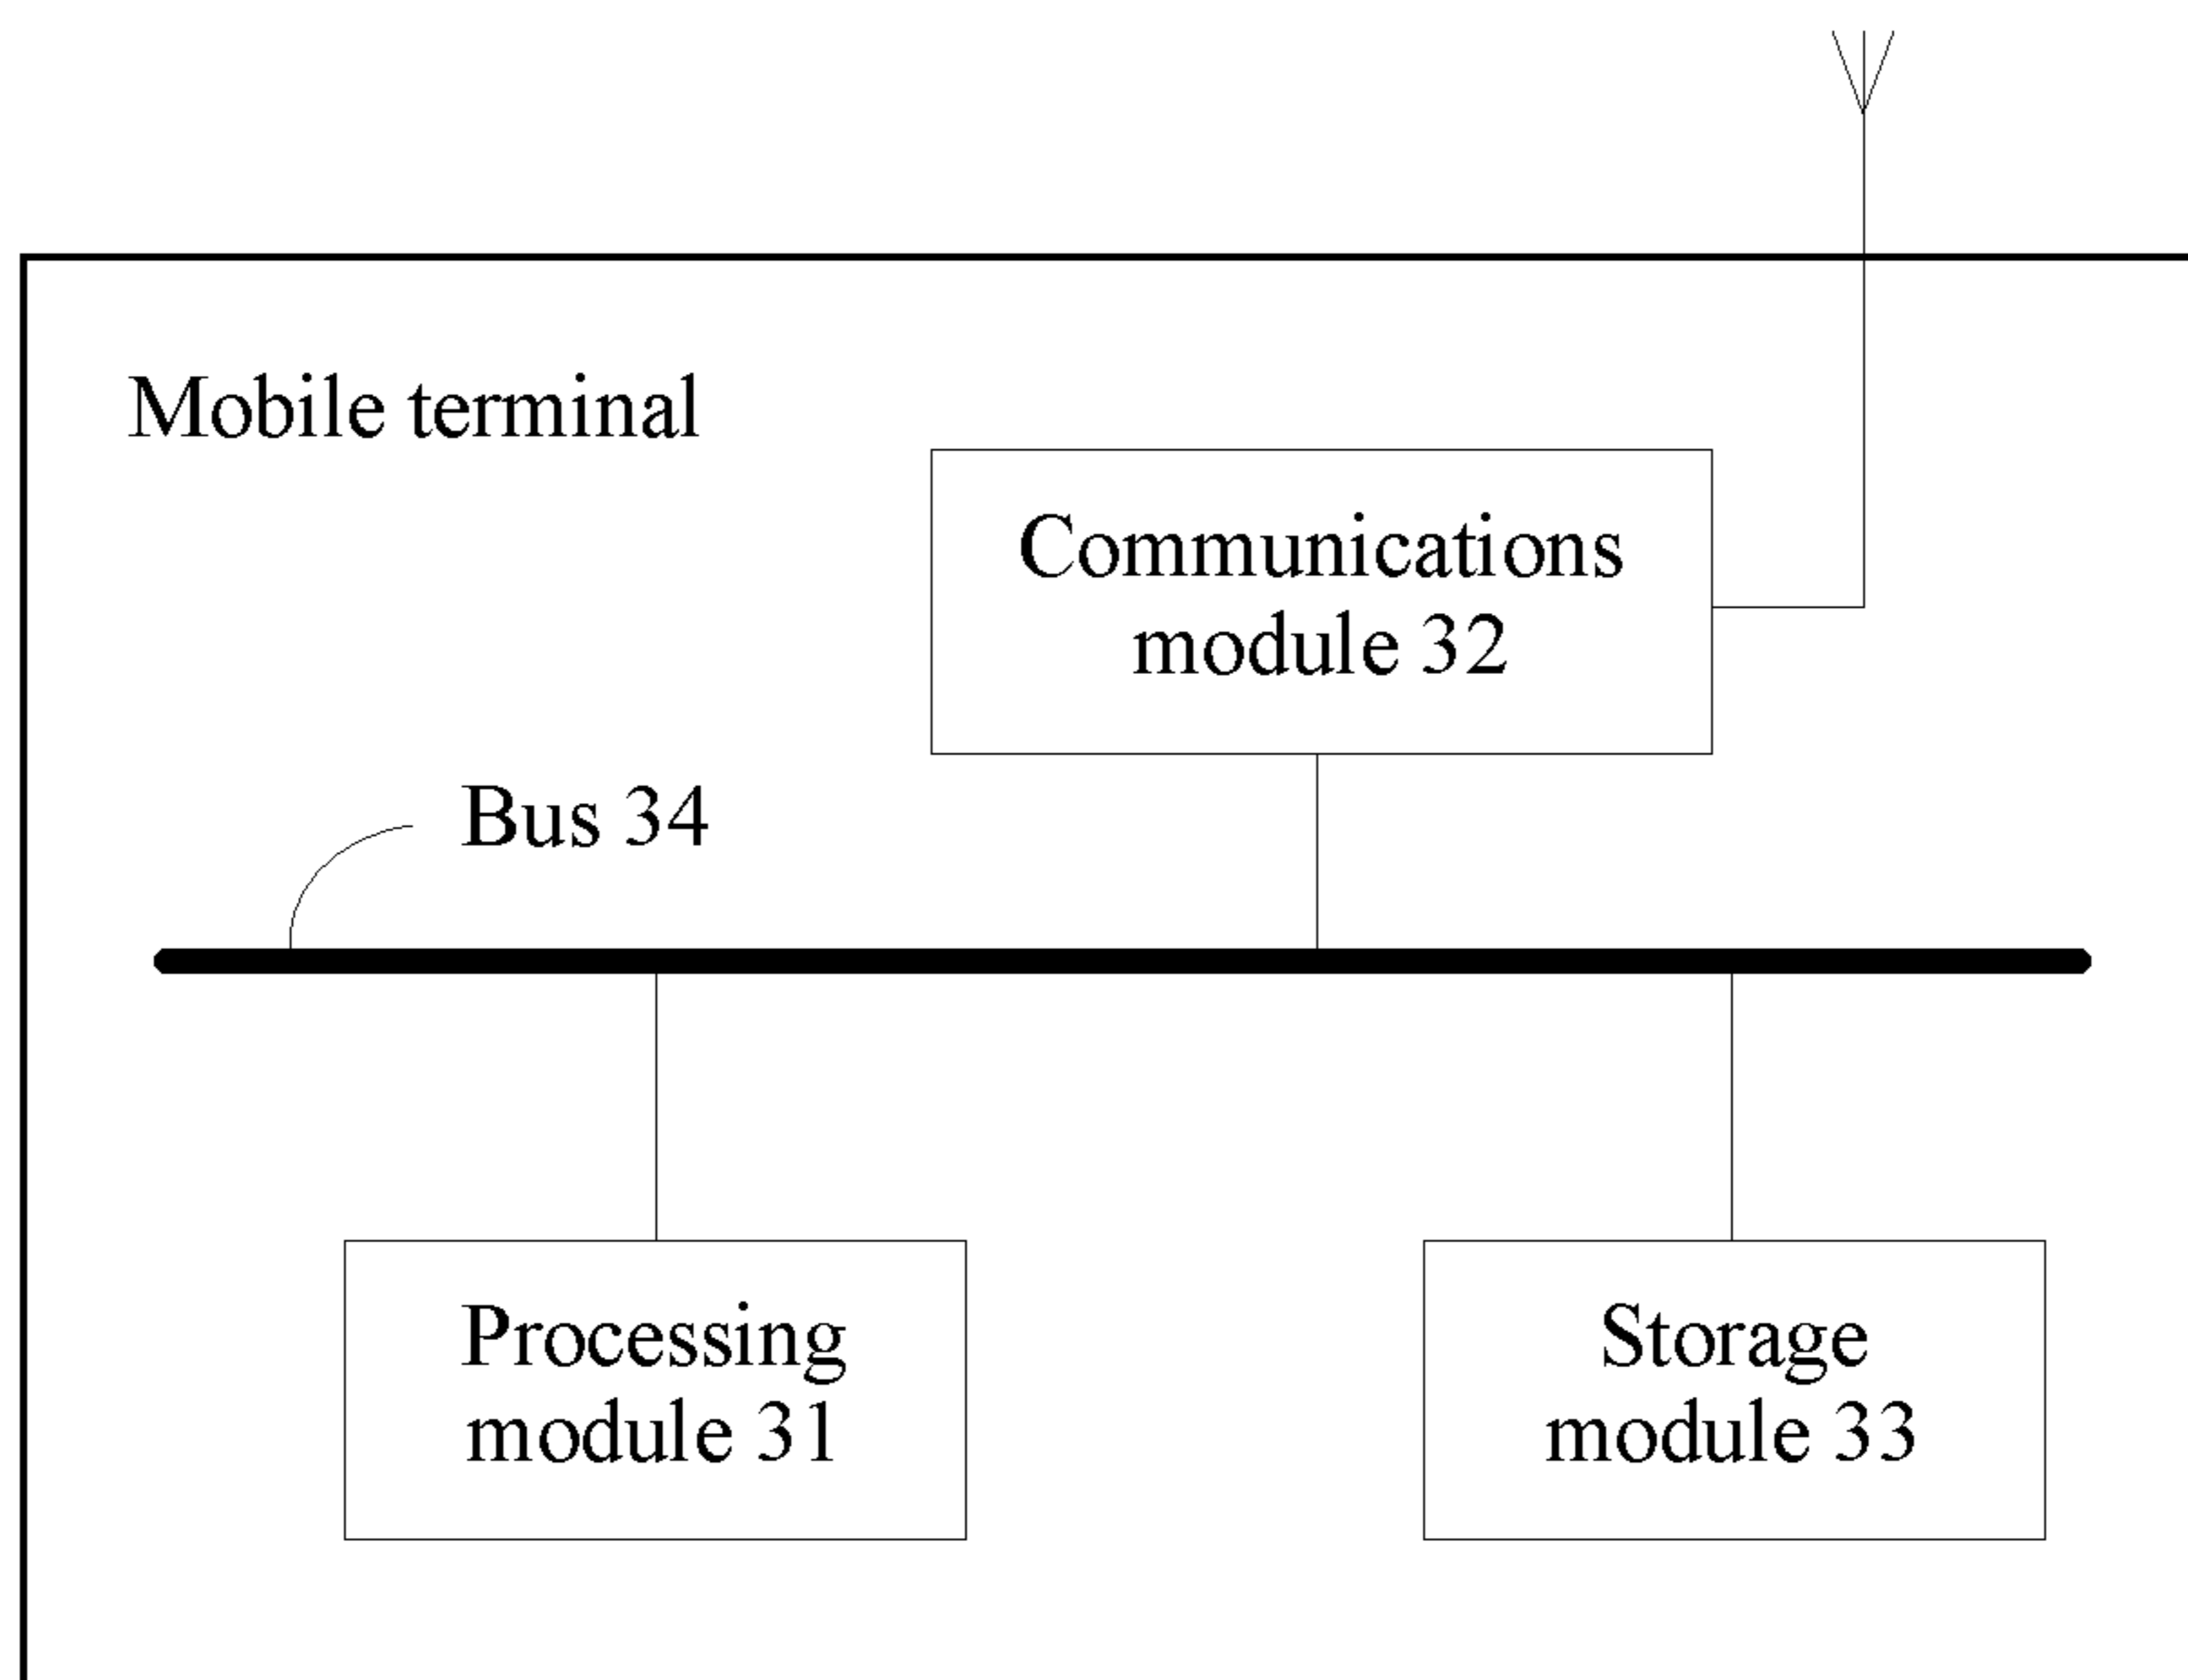 Mobile terminal
Communications
module 32
Bus 34
Processing
module 31
Storage
module 33